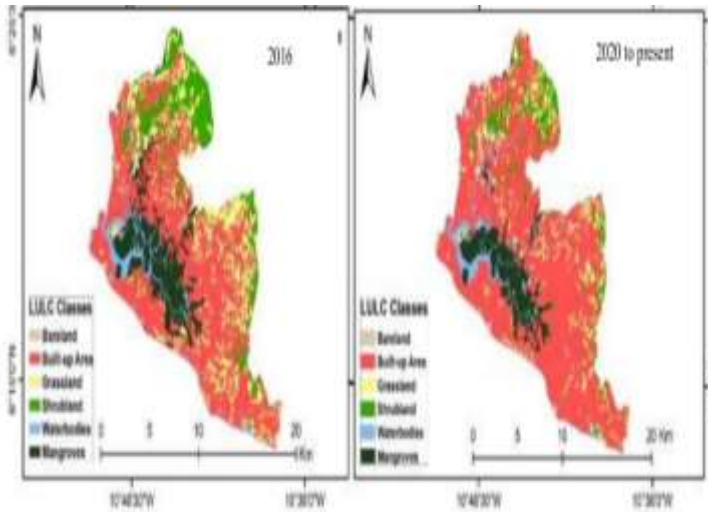 N
2016
LULC Classes
Bareland
Built-up Area
Grassland
Shrubland
Waterbodies
Mangroves
0 5 10 20
Km
N
2020 to present
LULC Classes
Bareland
Built-up Area
Grassland
Shrubland
Waterbodies
Mangroves
0 5 10 20 Km